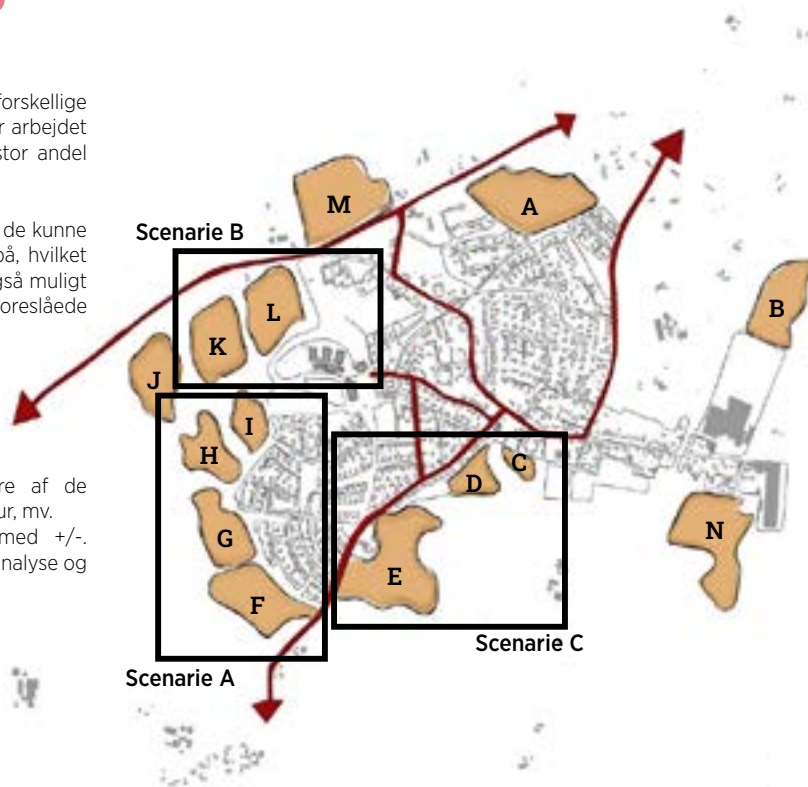 forskellige
r arbejdet
stor andel
de kunne
på, hvilket
gså muligt
oreslåede
re af de
ur, mv.
med +/-.
nalyse og
M
A
Scenarie B
B
L
K
J
I
H
C
D
G
N
E
F
Scenarie C
Scenarie A